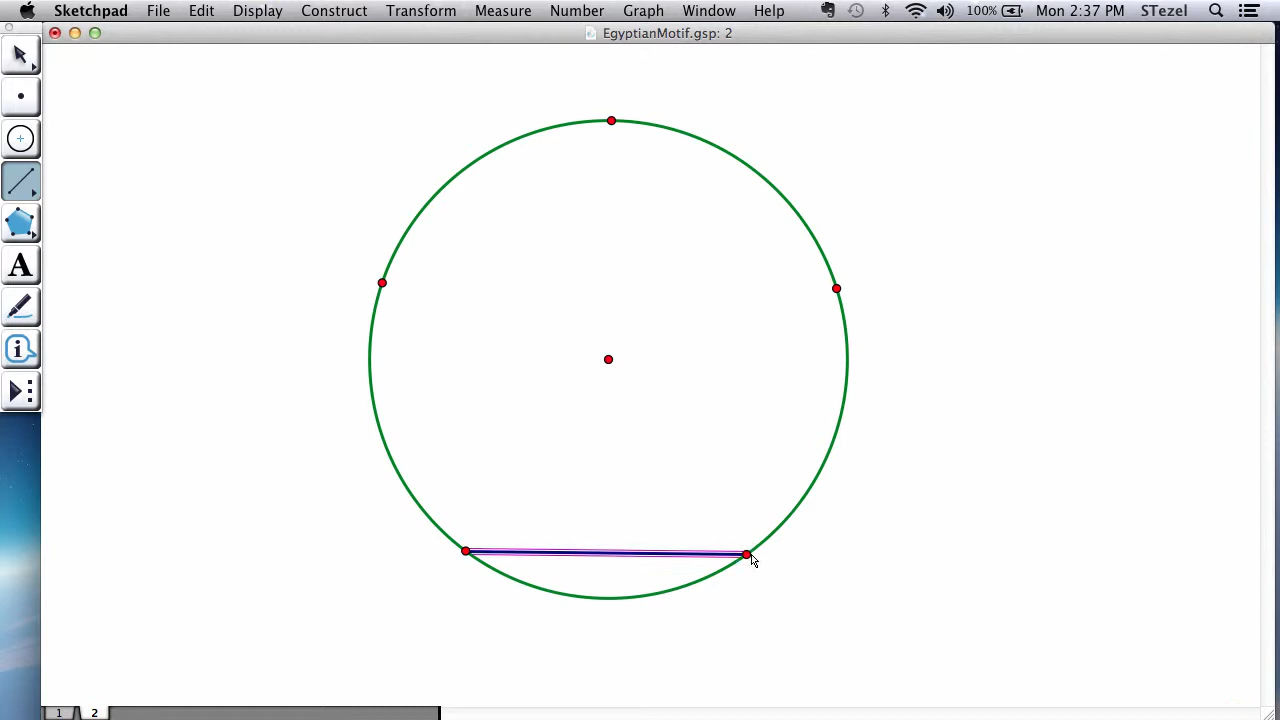 Sketchpad File Edit Display Construct Transform Measure Number Graph Window Help 100% Mon 2:37 PM STezel
EgyptianMotif.gsp: 2
A
i
1 2